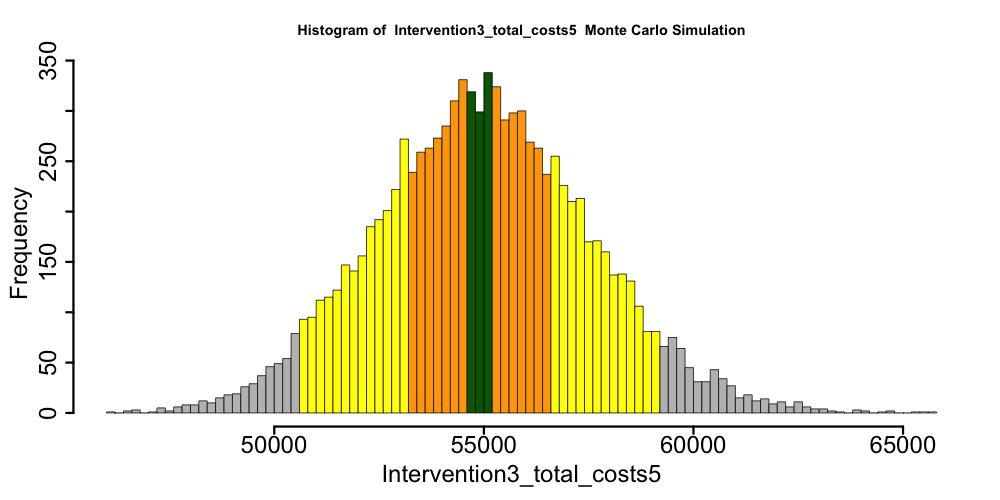 Histogram of  Intervention3_total_costs5  Monte Carlo Simulation
350
250
150
50
0
Frequency
50000 55000 60000 65000
Intervention3_total_costs5